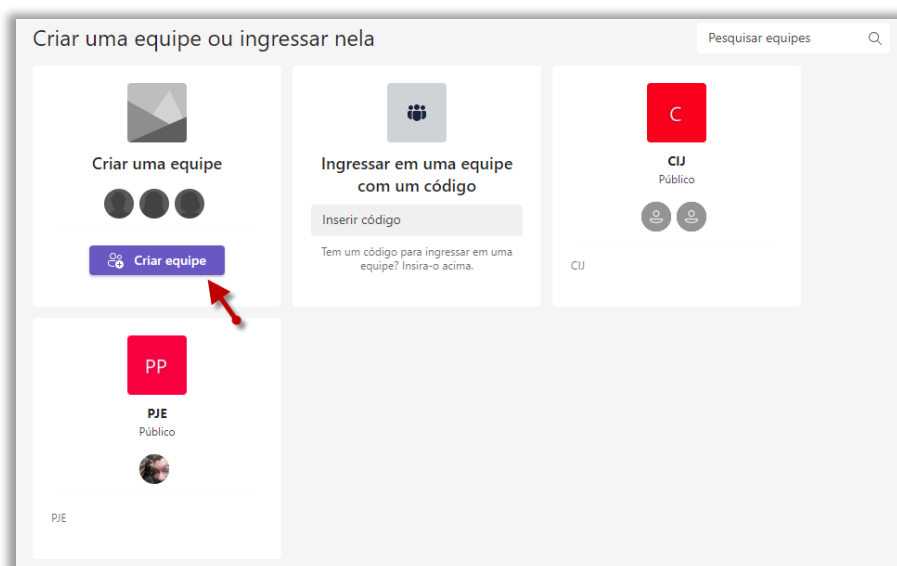 Criar uma equipe ou ingressar nela
Pesquisar equipes
Criar uma equipe
Criar equipe
Ingressar em uma equipe
com um código
Inserir código
Tem um código para ingressar em uma
equipe? Insira-o acima.
C
CIJ
Público
CIJ
PP
PJE
Público
PJE